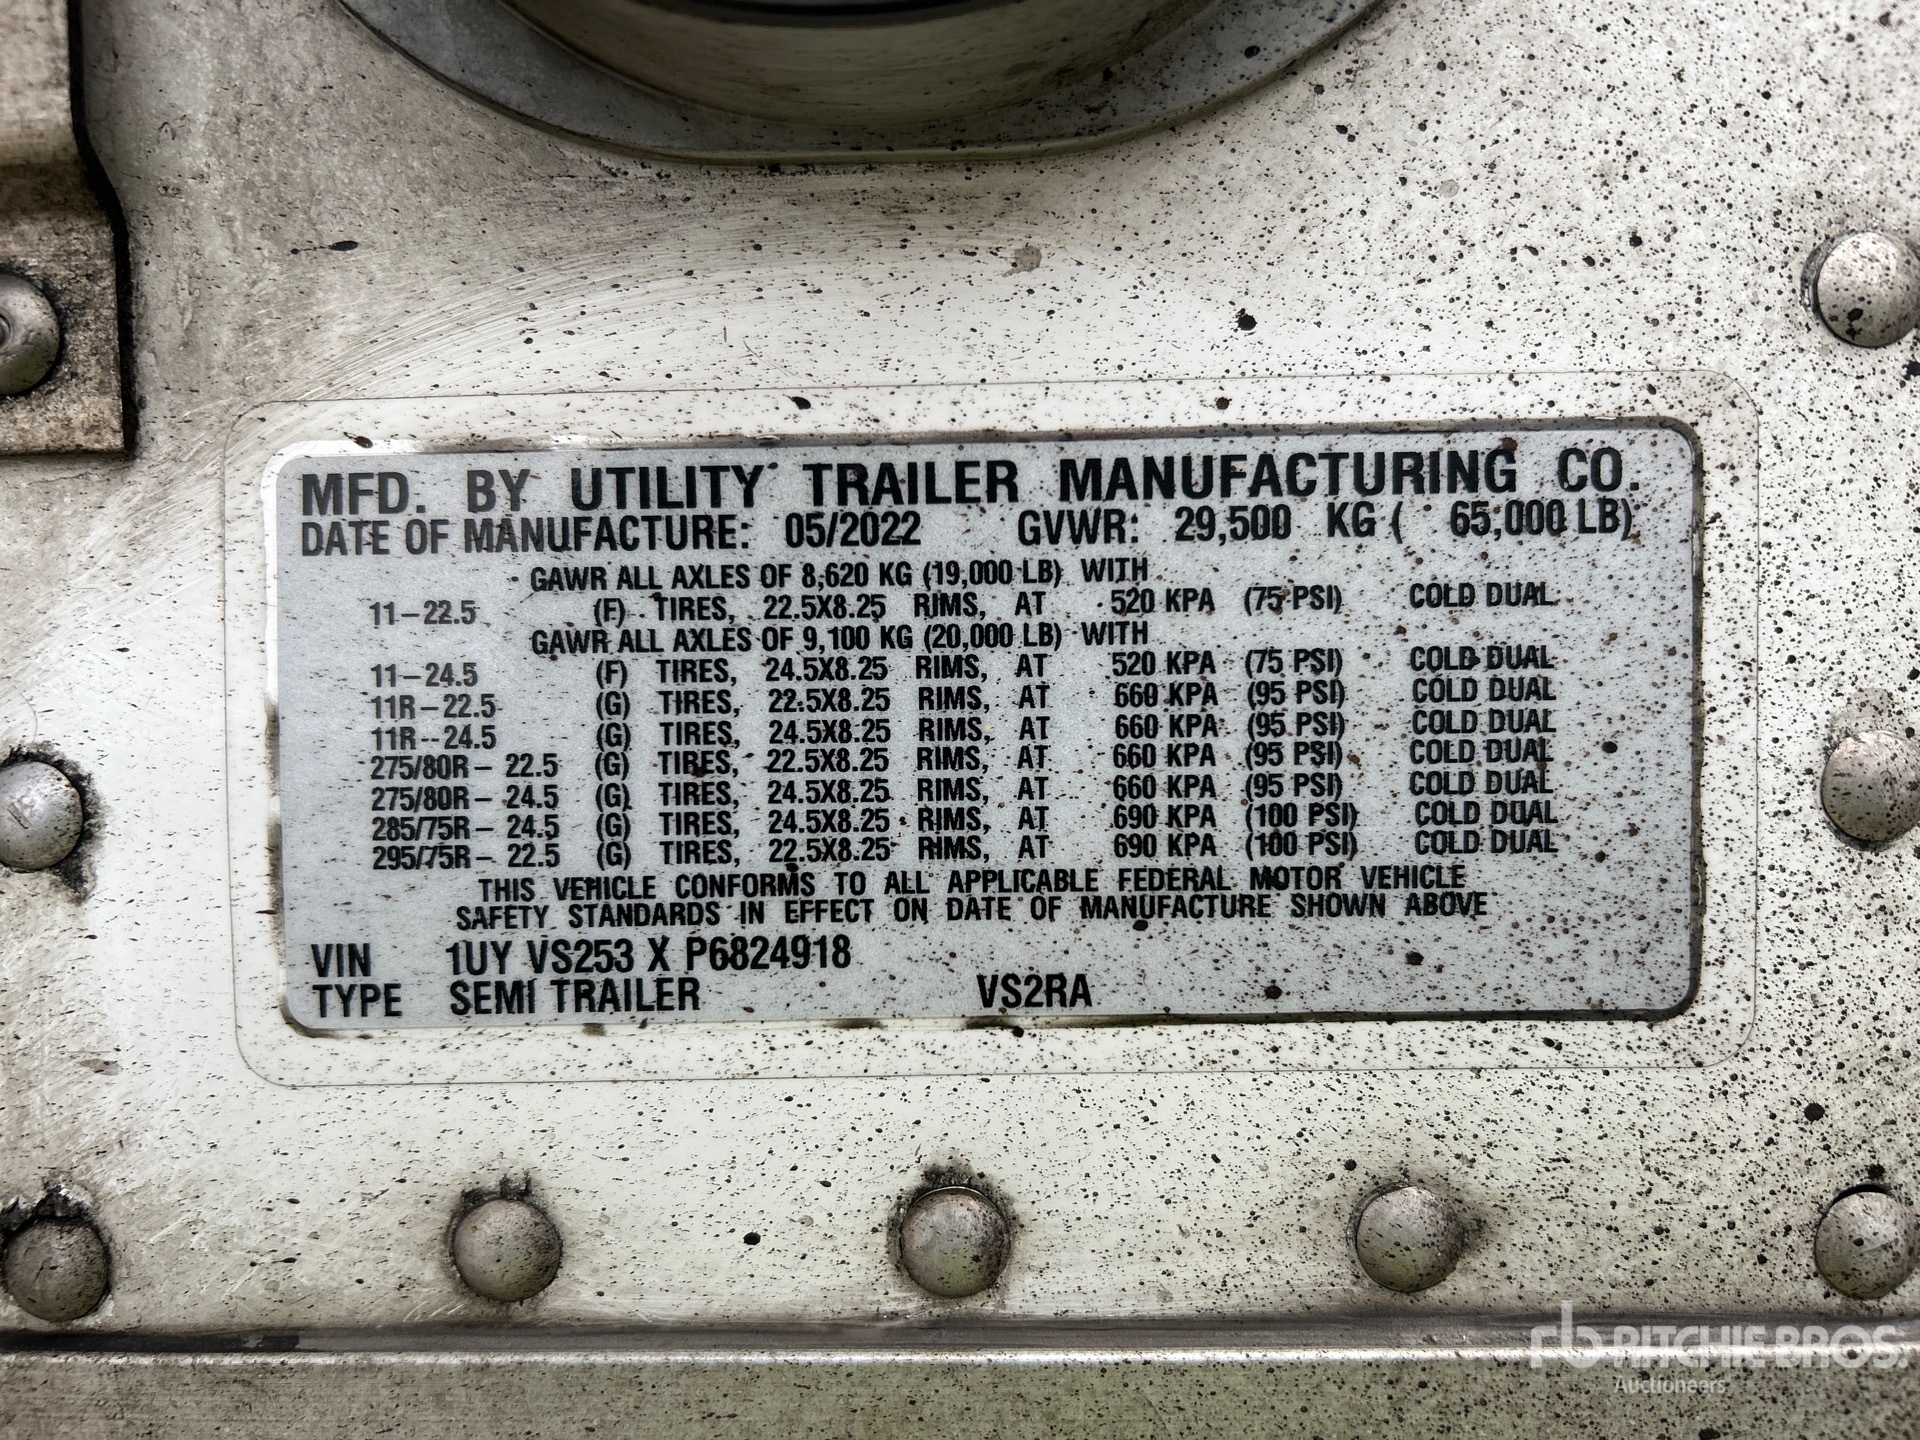 MFD. BY UTILITY TRAILER MANUFACTURING CO.
DATE OF MANUFACTURE: 05/2022 GVWR: 29,500 KG ( 65,000 LB)
GAWR ALL AXLES OF 8,620 KG (19,000 LB) WITH
11-22.5 (F) TIRES, 22.5X8.25 RIMS, AT 520 KPA (75 PSI) COLD DUAL
GAWR ALL AXLES OF 9,100 KG (20,000 LB) WITH
11-24.5 (F) TIRES, 24.5X8.25 RIMS, AT 520 KPA (75 PSI) COLD DUAL
11R-22.5 (G) TIRES, 22.5X8.25 RIMS, AT 660 KPA (95 PSI) COLD DUAL
11R-24.5 (G) TIRES, 24.5X8.25 RIMS, AT 660 KPA (95 PSI) COLD DUAL
275/80R- 22.5 (G) TIRES, 22.5X8.25 RIMS, AT 660 KPA (95 PSI) COLD DUAL
275/80R- 24.5 (G) TIRES, 24.5X8.25 RIMS, AT 660 KPA (95 PSI) COLD DUAL
285/75R- 24.5 (G) TIRES, 24.5X8.25 RIMS, AT 690 KPA (100 PSI) COLD DUAL
295/75R- 22.5 (G) TIRES, 22.5X8.25 RIMS, AT 690 KPA (100 PSI) COLD DUAL
THIS VEHICLE CONFORMS TO ALL APPLICABLE FEDERAL MOTOR VEHICLE
SAFETY STANDARDS IN EFFECT ON DATE OF MANUFACTURE SHOWN ABOVE
VIN 1UY VS253 X P6824918
TYPE SEMI TRAILER VS2RA
rb RITCHIE BROS.
Auctioneers